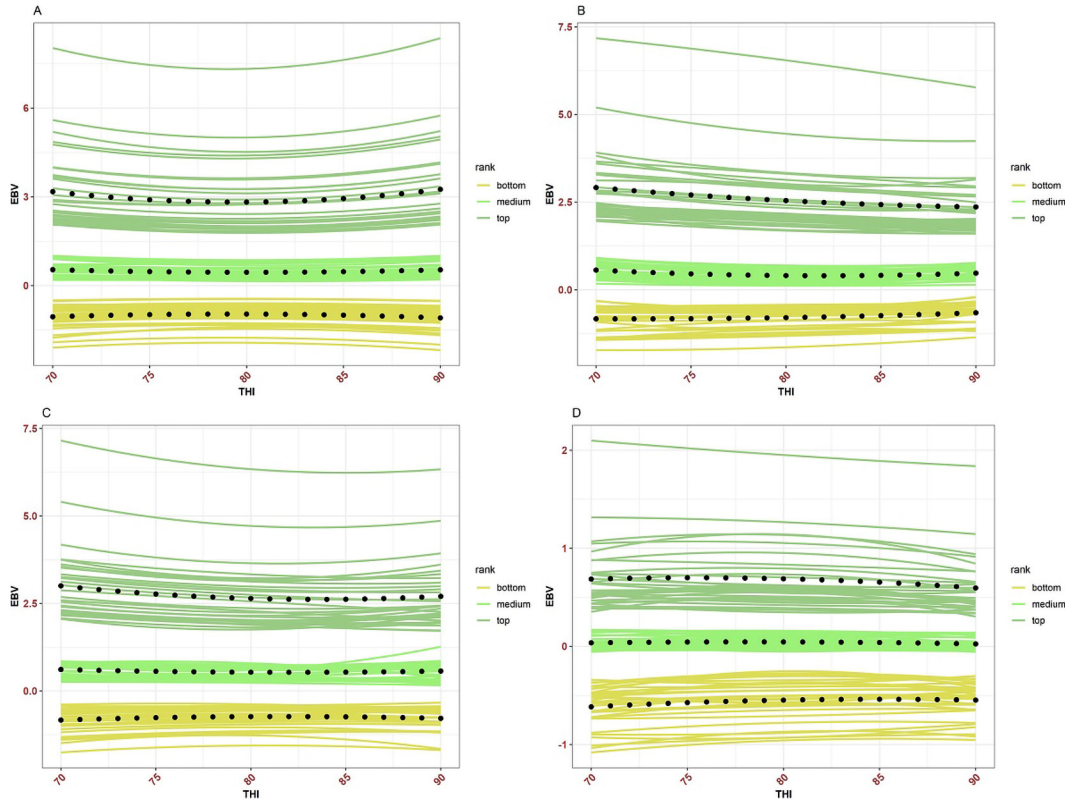 A
EBV
6
3
0
70
75
80
85
90
THI
rank
bottom
medium
top
B
EBV
7.5
5.0
2.5
0.0
70
75
80
85
90
THI
rank
bottom
medium
top
C
EBV
7.5
5.0
2.5
0.0
70
75
80
85
90
THI
rank
bottom
medium
top
D
EBV
2
1
0
-1
70
75
80
85
90
THI
rank
bottom
medium
top